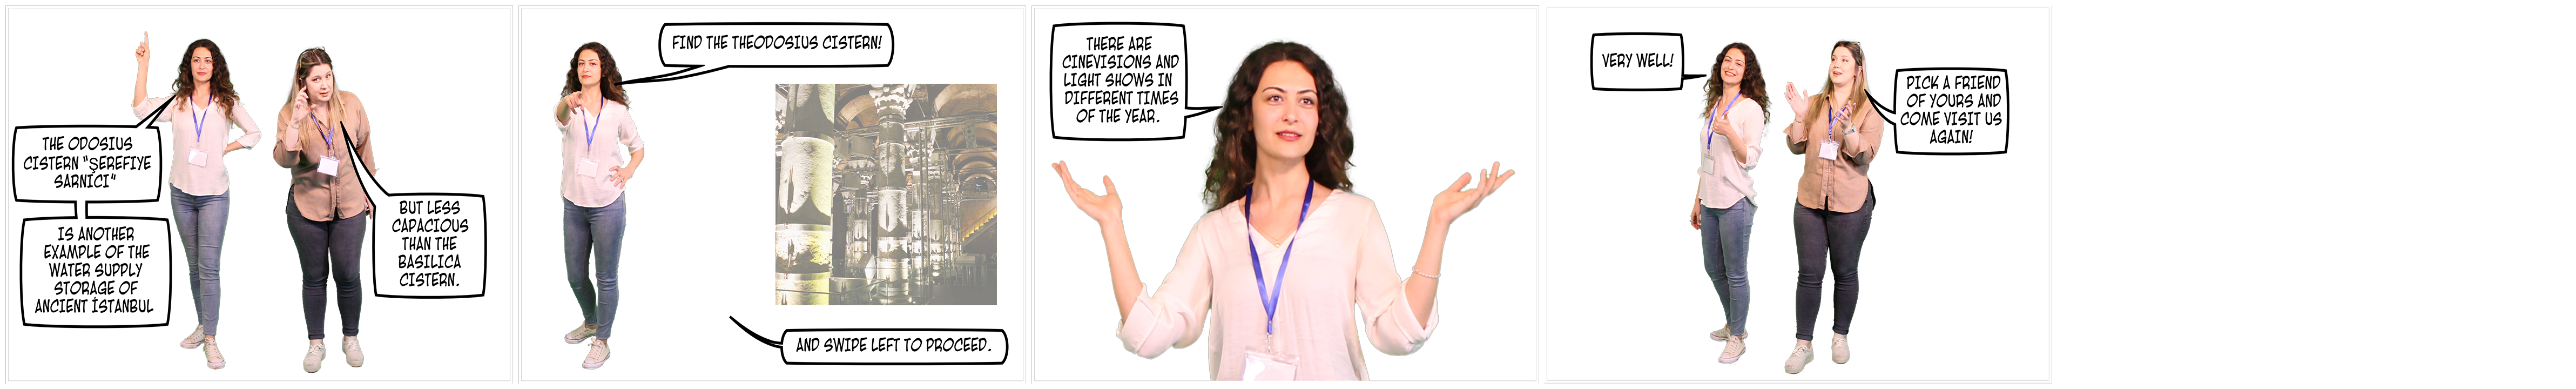 THE ODOSIUS
CISTERN "ŞEREFIYE
SARNICI"
IS ANOTHER
EXAMPLE OF THE
WATER SUPPLY
STORAGE OF
ANCIENT İSTANBUL
BUT LESS
CAPACIOUS
THAN THE
BASILICA
CISTERN.
FIND THE THEODOSIUS CISTERN!
AND SWIPE LEFT TO PROCEED.
THERE ARE
CINEVISIONS AND
LIGHT SHOWS IN
DIFFERENT TIMES
OF THE YEAR.
VERY WELL!
PICK A FRIEND
OF YOURS AND
COME VISIT US
AGAIN!